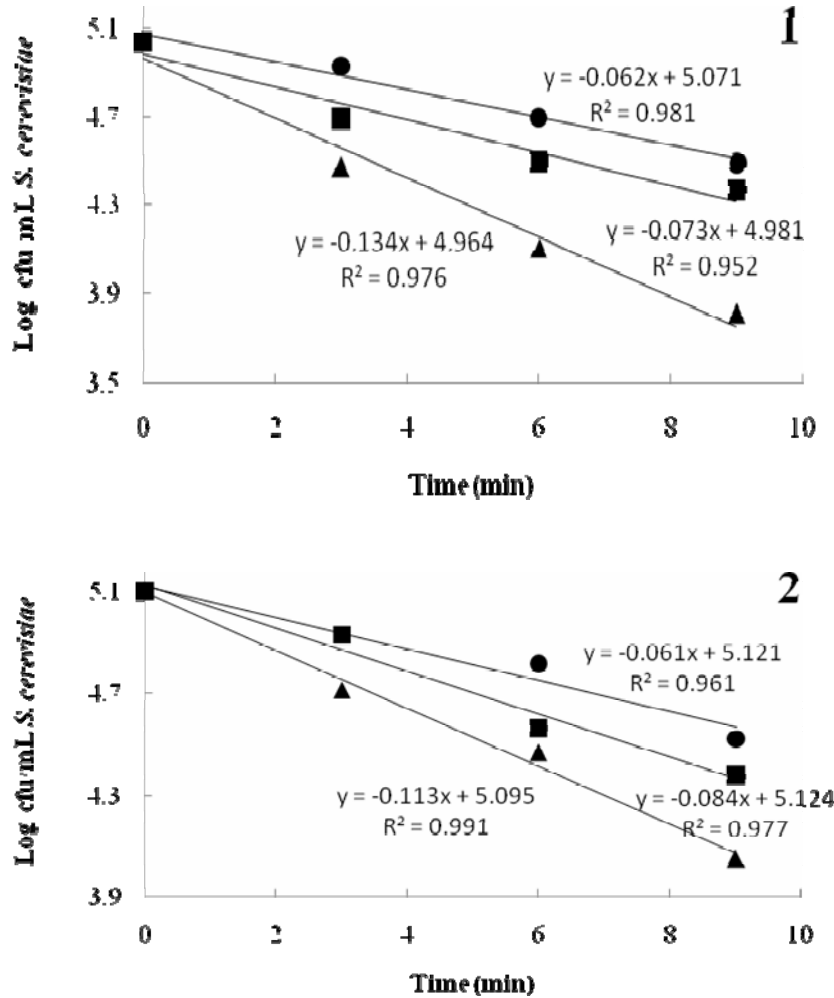 1
5.1
4.7
4.3
3.9
3.5
Log cfu mL S. cerevisiae
y = -0.062x + 5.071
R² = 0.981
y = -0.134x + 4.964
R² = 0.976
y = -0.073x + 4.981
R² = 0.952
0 2 4 6 8 10
Time (min)
2
5.1
4.7
4.3
3.9
Log cfu/mL S. cerevisiae
y = -0.061x + 5.121
R² = 0.961
y = -0.113x + 5.095
R² = 0.991
y = -0.084x + 5.124
R² = 0.977
0 2 4 6 8 10
Time (min)